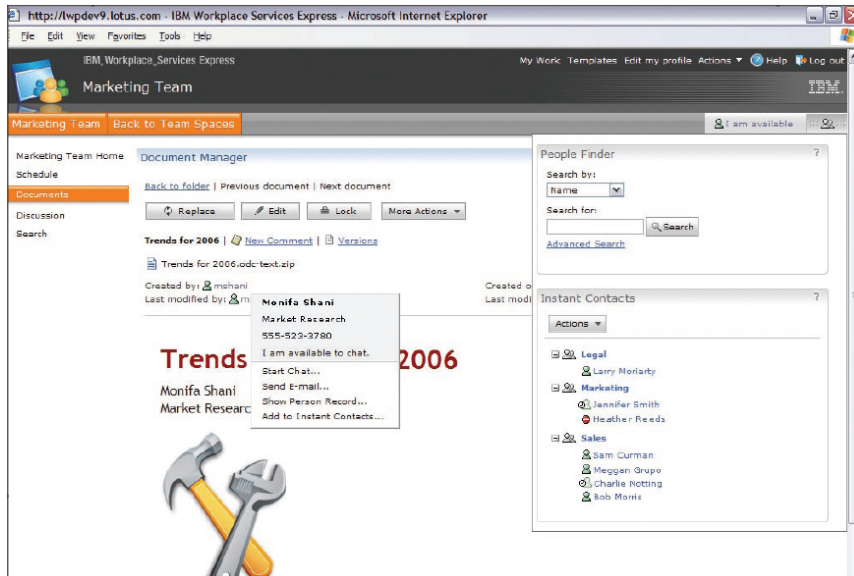 http://lwpdev9.lotus.com - IBM Workplace Services Express - Microsoft Internet Explorer
File Edit View Favorites Tools Help
IBM Workplace Services Express
My Work Templates Edit my profile Actions Help Log out
Marketing Team
IBM
Marketing Team Back to Team Spaces
I am available
Marketing Team Home
Schedule
Documents
Discussion
Search
Document Manager
Back to folder | Previous document | Next document
Replace Edit Lock More Actions
Trends for 2006 | New Comment | Versions
Trends for 2006.odc-text.zip
Created by: mshani
Created o
Last modified by: m
Last modi
Monifa Shani
Market Research
555-523-3780
I am available to chat.
Start Chat...
Send E-mail...
Show Person Record...
Add to Instant Contacts...
Trends 2006
Monifa Shani
Market Researc
People Finder ?
Search by:
Name
Search for:
Search
Advanced Search
Instant Contacts ?
Actions
Legal
Larry Moriarty
Marketing
Jennifer Smith
Heather Reeds
Sales
Sam Curman
Meggan Grupo
Charlie Notting
Bob Morris